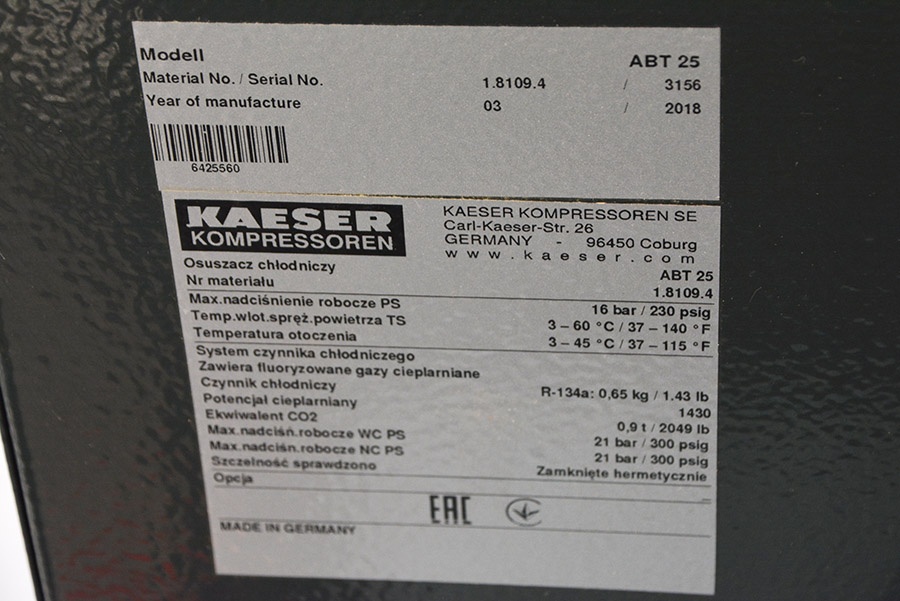 Modell ABT 25
Material No. / Serial No. 1.8109.4 / 3156
Year of manufacture 03 / 2018
6425560
KAESER
KOMPRESSOREN
KAESER KOMPRESSOREN SE
Carl-Kaeser-Str. 26
GERMANY - 96450 Coburg
www.kaeser.com
Osuszacz chłodniczy ABT 25
Nr materiału 1.8109.4
Max.nadciśnienie robocze PS 16 bar / 230 psig
Temp.wlot.spręż.powietrza TS 3 – 60 °C / 37 – 140 °F
Temperatura otoczenia 3 – 45 °C / 37 – 115 °F
System czynnika chłodniczego
Zawiera fluoryzowane gazy cieplarniane
Czynnik chłodniczy R-134a: 0,65 kg / 1.43 lb
Potencjał cieplarniany 1430
Ekwiwalent CO2 0,9 t / 2049 lb
Max.nadciśn.robocze WC PS 21 bar / 300 psig
Max.nadciśn.robocze NC PS 21 bar / 300 psig
Szczelność sprawdzono Zamknięte hermetycznie
Opcja –
EAC
MADE IN GERMANY